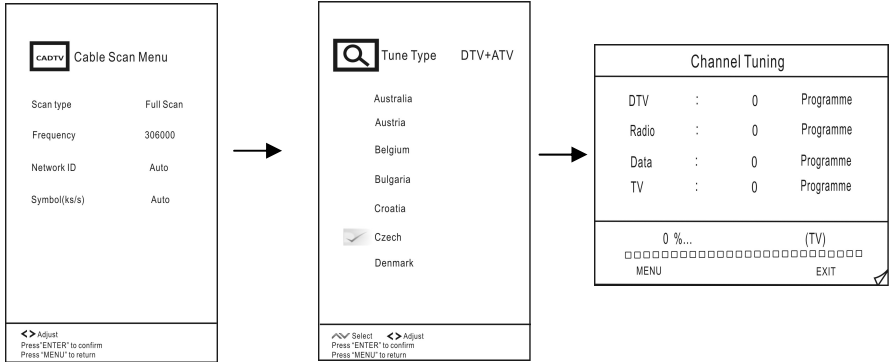 CADTV Cable Scan Menu
Scan type Full Scan
Frequency 306000
Network ID Auto
Symbol(ks/s) Auto
Adjust
Press"ENTER" to confirm
Press "MENU" to return
Tune Type DTV+ATV
Australia
Austria
Belgium
Bulgaria
Croatia
Czech
Denmark
Select Adjust
Press "ENTER" to confirm
Press "MENU" to return
Channel Tuning
DTV : 0 Programme
Radio : 0 Programme
Data : 0 Programme
TV : 0 Programme
0 %... (TV)
MENU EXIT